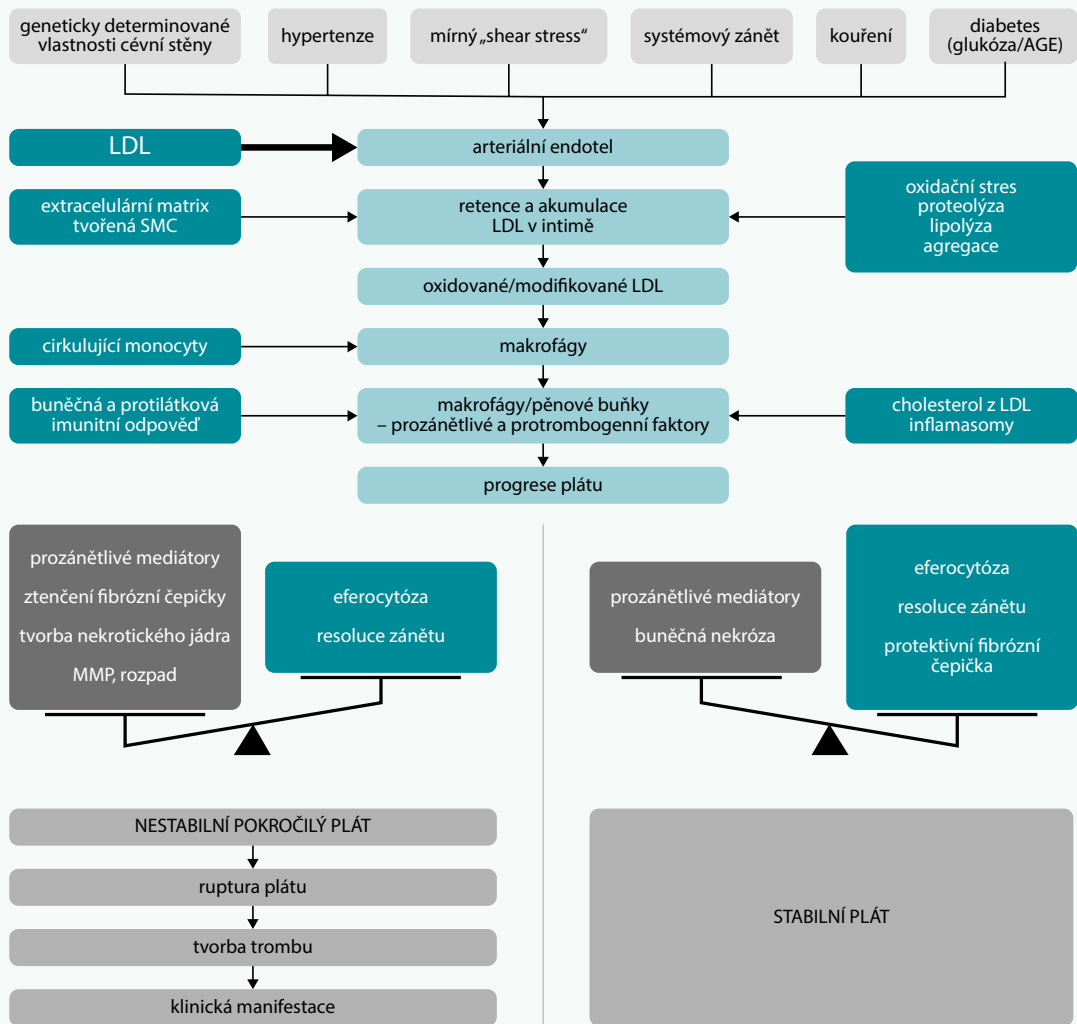 geneticky determinované
vlastnosti cévní stěny
hypertenze
mírný „shear stress“
systémový zánět
kouření
diabetes
(glukóza/AGE)
LDL
arteriální endotel
extracelulární matrix
tvořená SMC
retence a akumulace
LDL v intimě
oxidační stres
proteolýza
lipolýza
agregace
oxidované/modifikované LDL
cirkulující monocyty
makrofágy
buněčná a protilátková
imunitní odpověď
makrofágy/pěnové buňky
– prozánětlivé a protrombogenní faktory
cholesterol z LDL
inflamasomy
progrese plátu
prozánětlivé mediátory
ztenčení fibrózní čepičky
tvorba nekrotického jádra
MMP, rozpad
eferocytóza
resoluce zánětu
prozánětlivé mediátory
buněčná nekróza
eferocytóza
resoluce zánětu
protektivní fibrózní
čepička
NESTABILNÍ POKROČILÝ PLÁT
ruptura plátu
tvorba trombu
klinická manifestace
STABILNÍ PLÁT